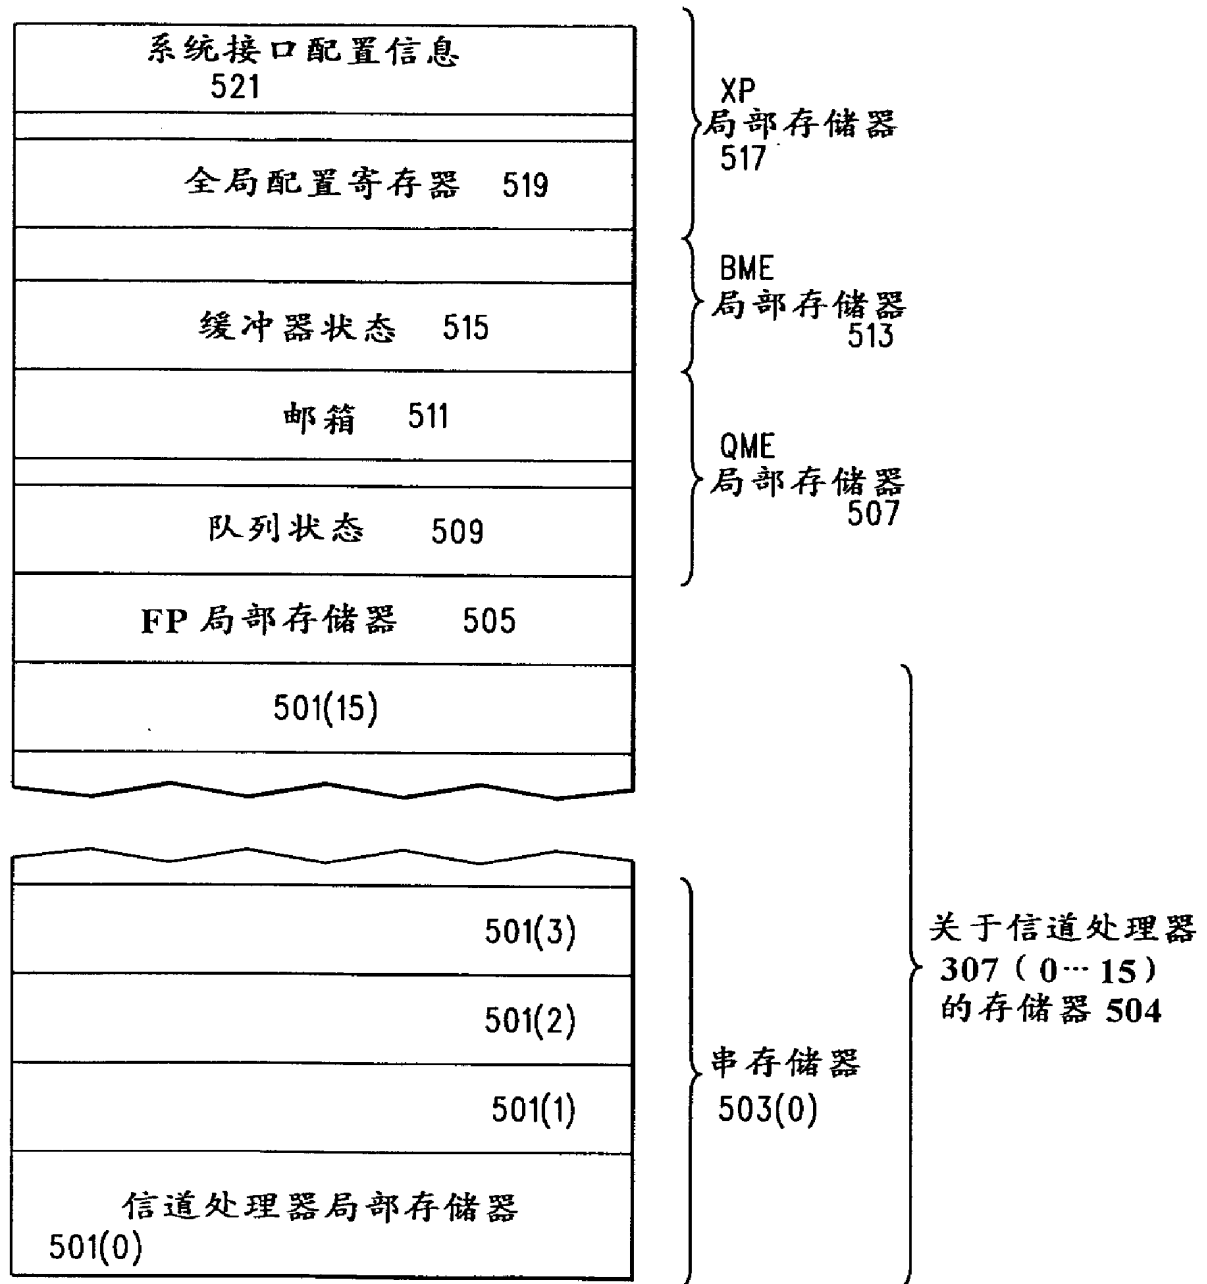 系统接口配置信息
521
XP
局部存储器
517
全局配置寄存器 519
BME
局部存储器
513
缓冲器状态 515
邮箱 511
QME
局部存储器
507
队列状态 509
FP 局部存储器 505
501(15)
501(3)
501(2)
501(1)
信道处理器局部存储器
501(0)
串存储器
503(0)
关于信道处理器
307（0…15）
的存储器 504